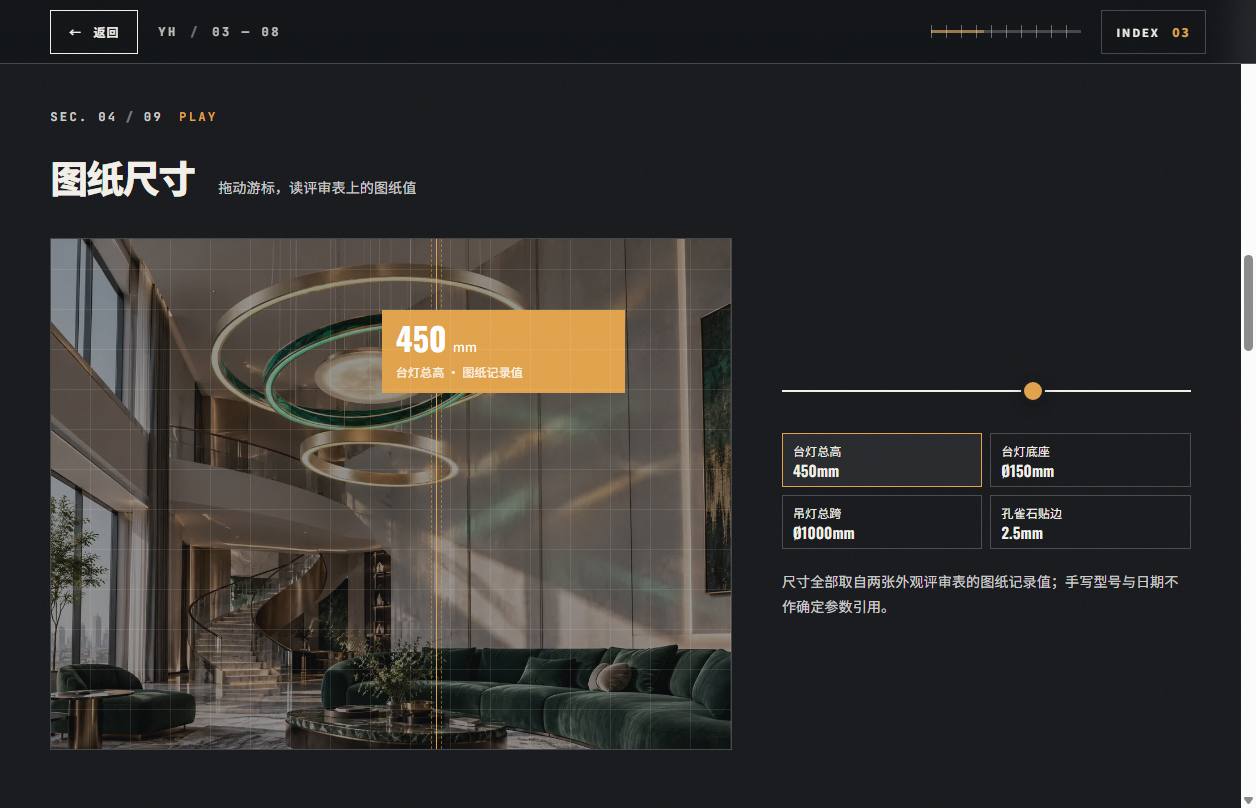 ← 返回
YH / 03 — 08
INDEX 03
SEC. 04 / 09 PLAY
图纸尺寸
拖动游标，读评审表上的图纸值
450 mm
台灯总高 · 图纸记录值
台灯总高
450mm
台灯底座
Ø150mm
吊灯总跨
Ø1000mm
孔雀石贴边
2.5mm
尺寸全部取自两张外观评审表的图纸记录值；手写型号与日期不
作确定参数引用。